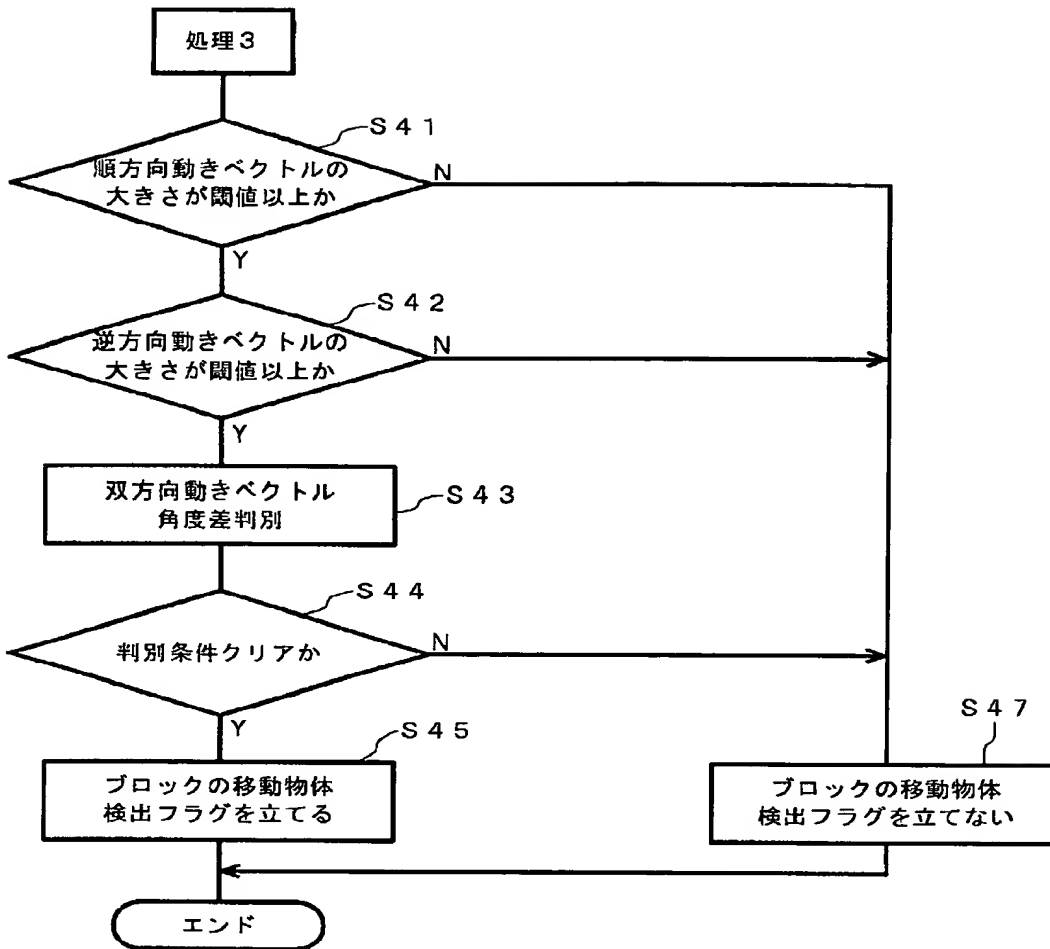 処理3
S41
順方向動きベクトルの
大きさが閾値以上か
N
Y
S42
逆方向動きベクトルの
大きさが閾値以上か
N
Y
双方向動きベクトル
角度差判別
S43
S44
判別条件クリアか
N
Y
S45
ブロックの移動物体
検出フラグを立てる
S47
ブロックの移動物体
検出フラグを立てない
エンド